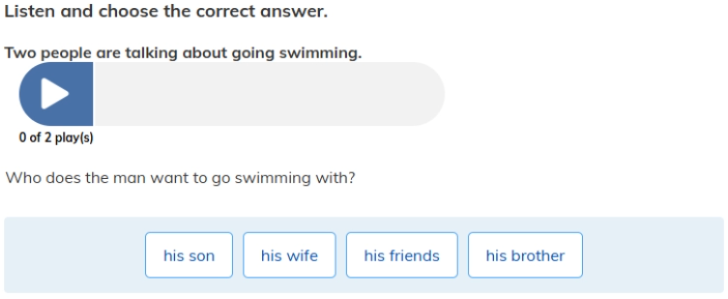 Listen and choose the correct answer.
Two people are talking about going swimming.
0 of 2 play(s)
Who does the man want to go swimming with?
his son
his wife
his friends
his brother